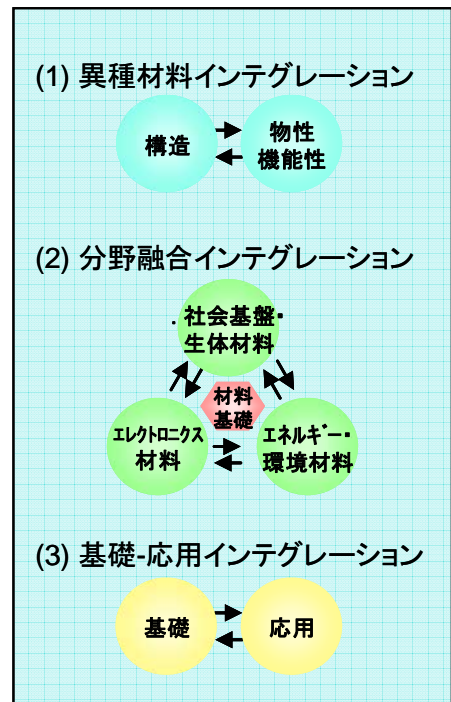 (1) 異種材料インテグレーション
構造
物性
機能性
(2) 分野融合インテグレーション
社会基盤・
生体材料
材料
基礎
エレクトロニクス
材料
エネルギー・
環境材料
(3) 基礎-応用インテグレーション
基礎
応用